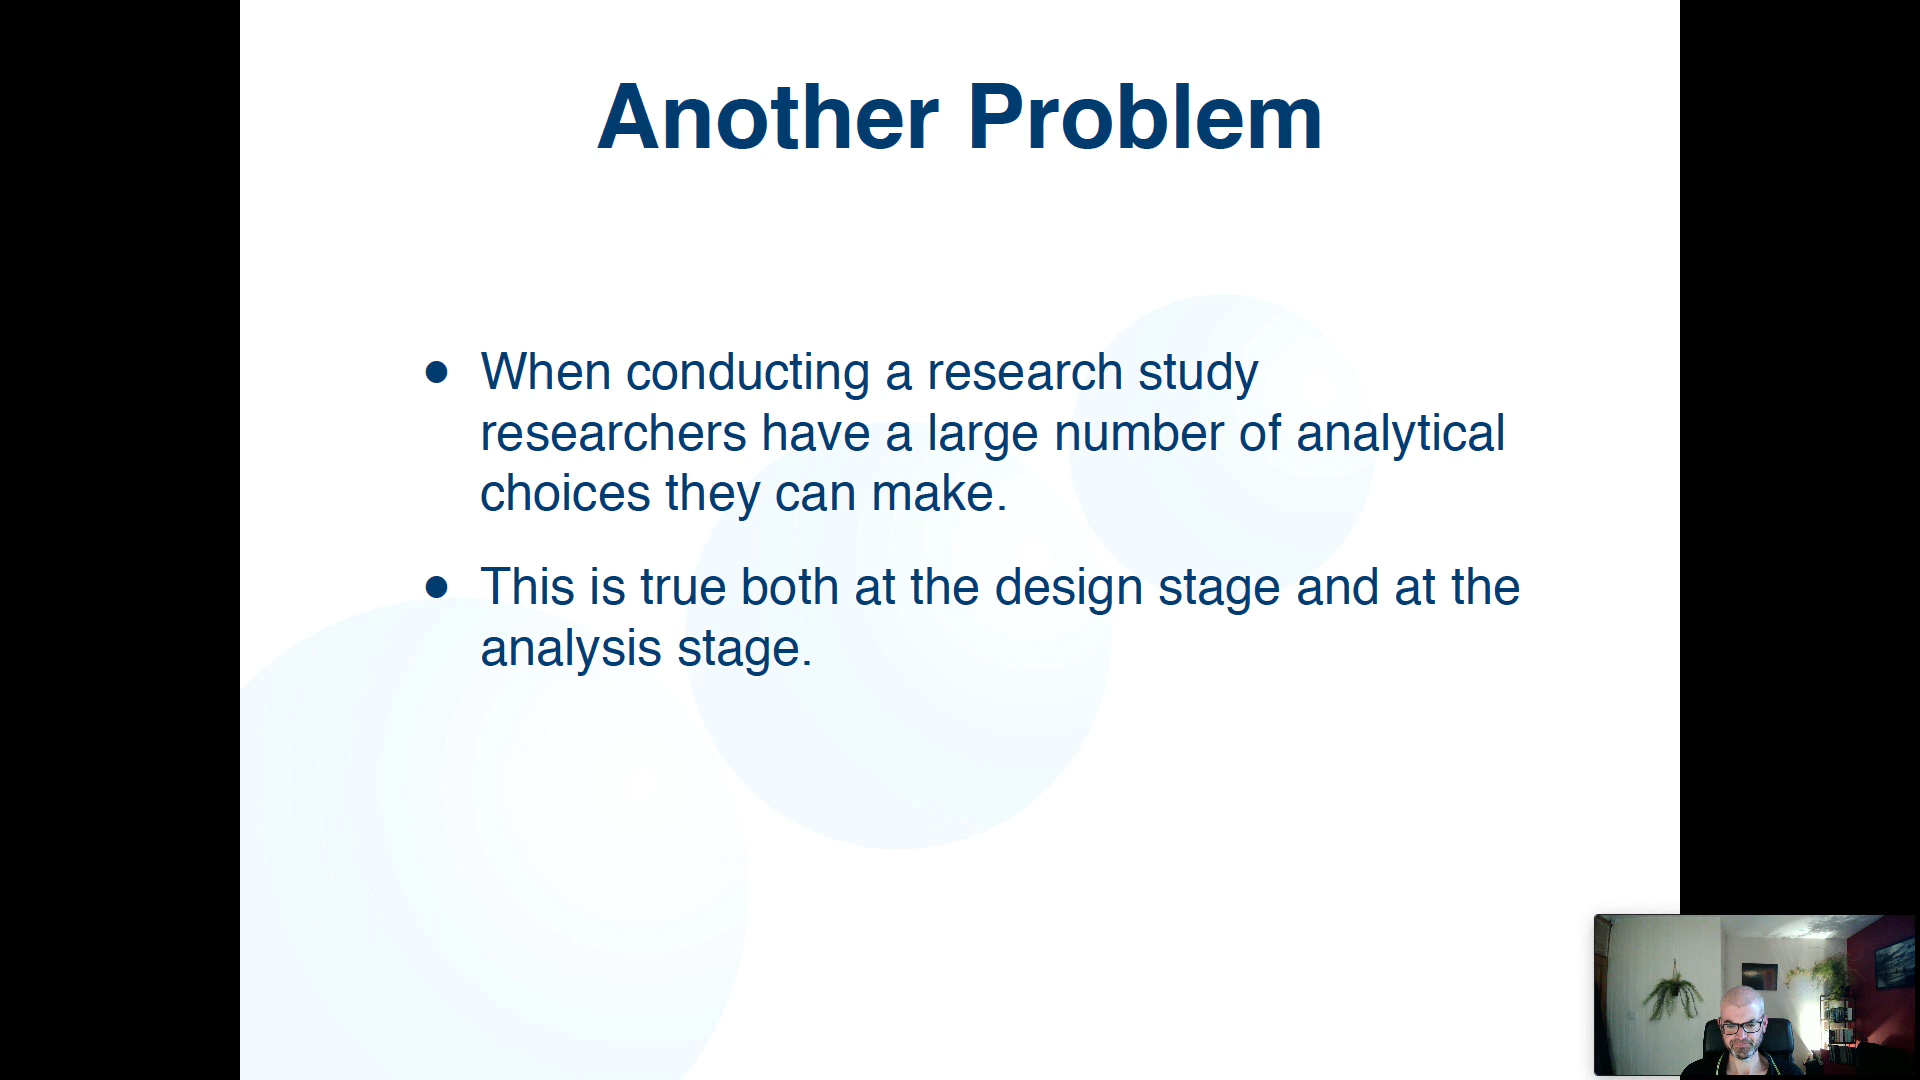 Another Problem
● When conducting a research study
researchers have a large number of analytical
choices they can make.
● This is true both at the design stage and at the
analysis stage.